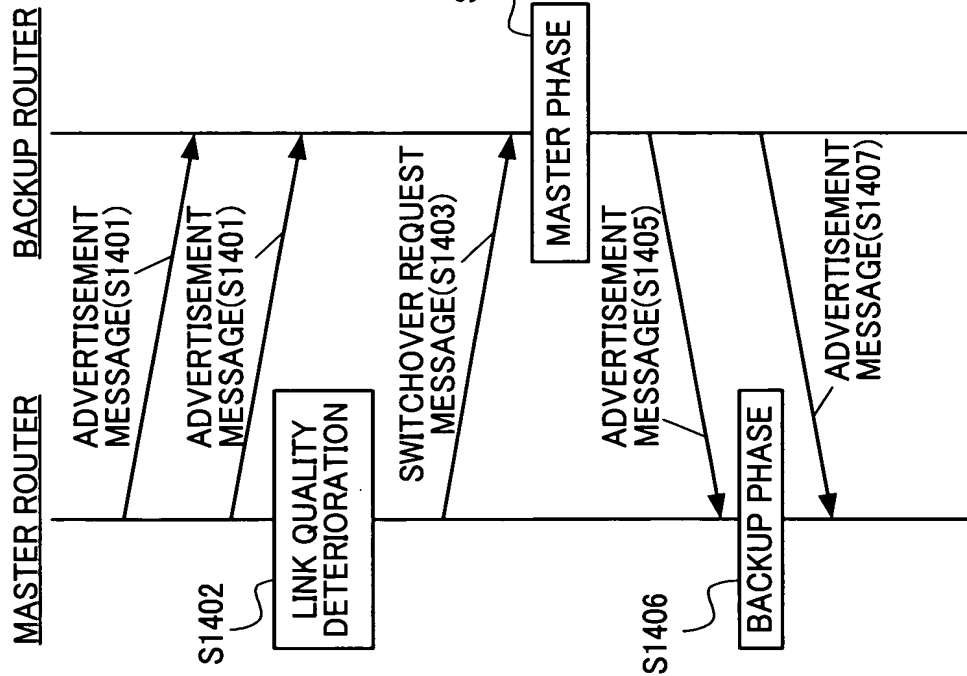 MASTER ROUTER
BACKUP ROUTER
ADVERTISEMENT
MESSAGE(S1401)
ADVERTISEMENT
MESSAGE(S1401)
S1402
LINK QUALITY
DETERIORATION
SWITCHOVER REQUEST
MESSAGE(S1403)
MASTER PHASE
ADVERTISEMENT
MESSAGE(S1405)
S1406
BACKUP PHASE
ADVERTISEMENT
MESSAGE(S1407)